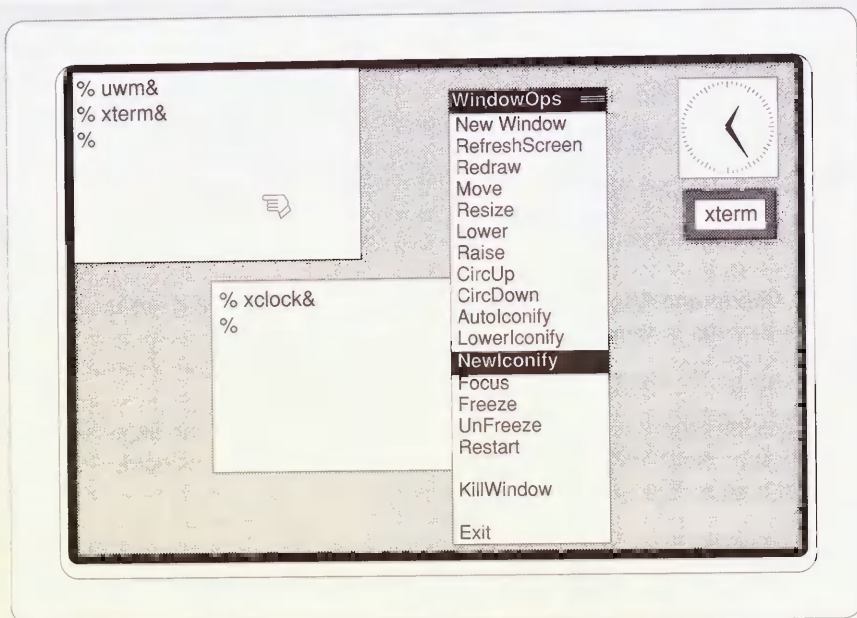 % uwm&
% xterm&
%
% xclock&
%
WindowOps
New Window
RefreshScreen
Redraw
Move
Resize
Lower
Raise
CircUp
CircDown
AutoIconify
LowerIconify
NewIconify
Focus
Freeze
UnFreeze
Restart
KillWindow
Exit
xterm